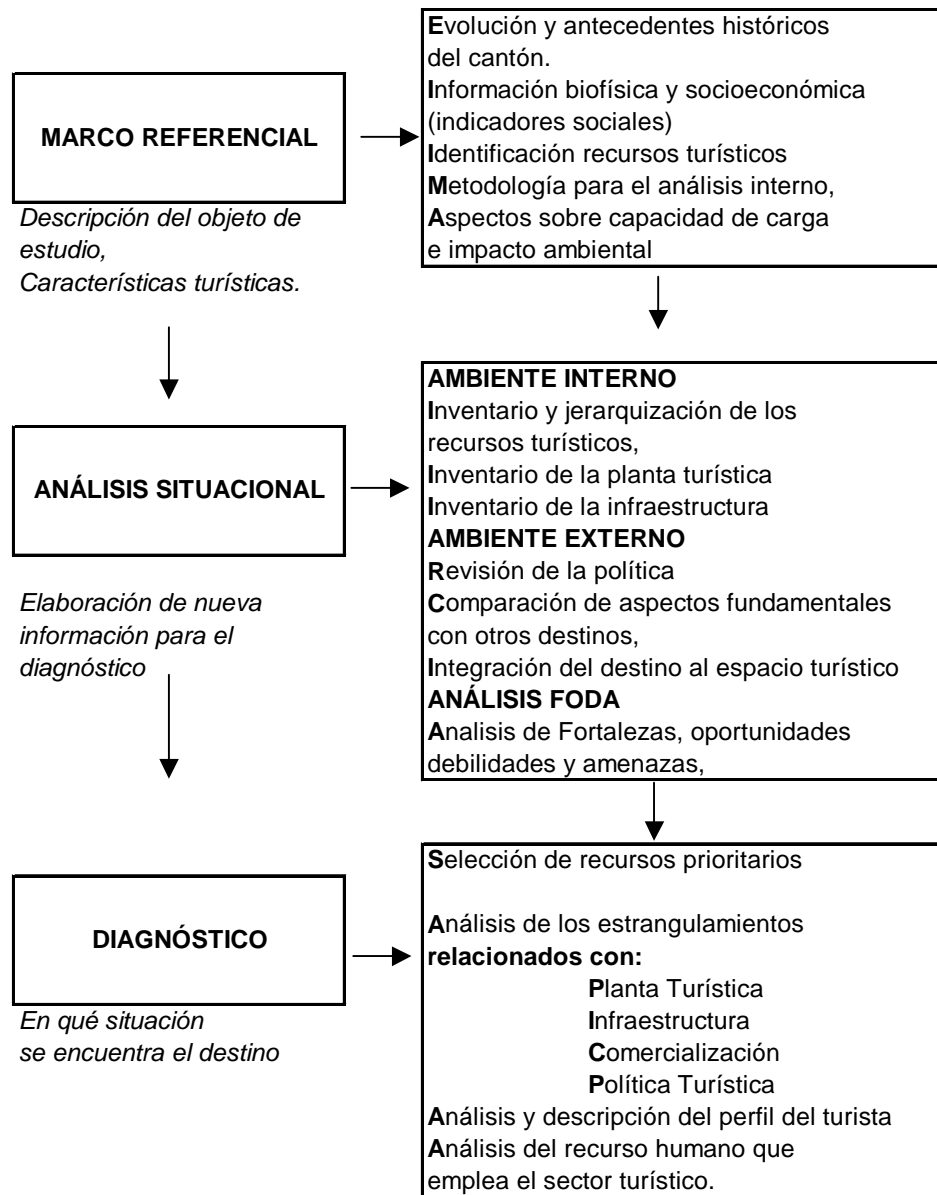 MARCO REFERENCIAL
Descripción del objeto de
estudio,
Características turísticas.
Evolución y antecedentes históricos
del cantón.
Información biofísica y socioeconómica
(indicadores sociales)
Identificación recursos turísticos
Metodología para el análisis interno,
Aspectos sobre capacidad de carga
e impacto ambiental
ANÁLISIS SITUACIONAL
Elaboración de nueva
información para el
diagnóstico
AMBIENTE INTERNO
Inventario y jerarquización de los
recursos turísticos,
Inventario de la planta turística
Inventario de la infraestructura
AMBIENTE EXTERNO
Revisión de la política
Comparación de aspectos fundamentales
con otros destinos,
Integración del destino al espacio turístico
ANÁLISIS FODA
Analisis de Fortalezas, oportunidades
debilidades y amenazas,
DIAGNÓSTICO
En qué situación
se encuentra el destino
Selección de recursos prioritarios
Análisis de los estrangulamientos
relacionados con:
Planta Turística
Infraestructura
Comercialización
Política Turística
Análisis y descripción del perfil del turista
Análisis del recurso humano que
emplea el sector turístico.